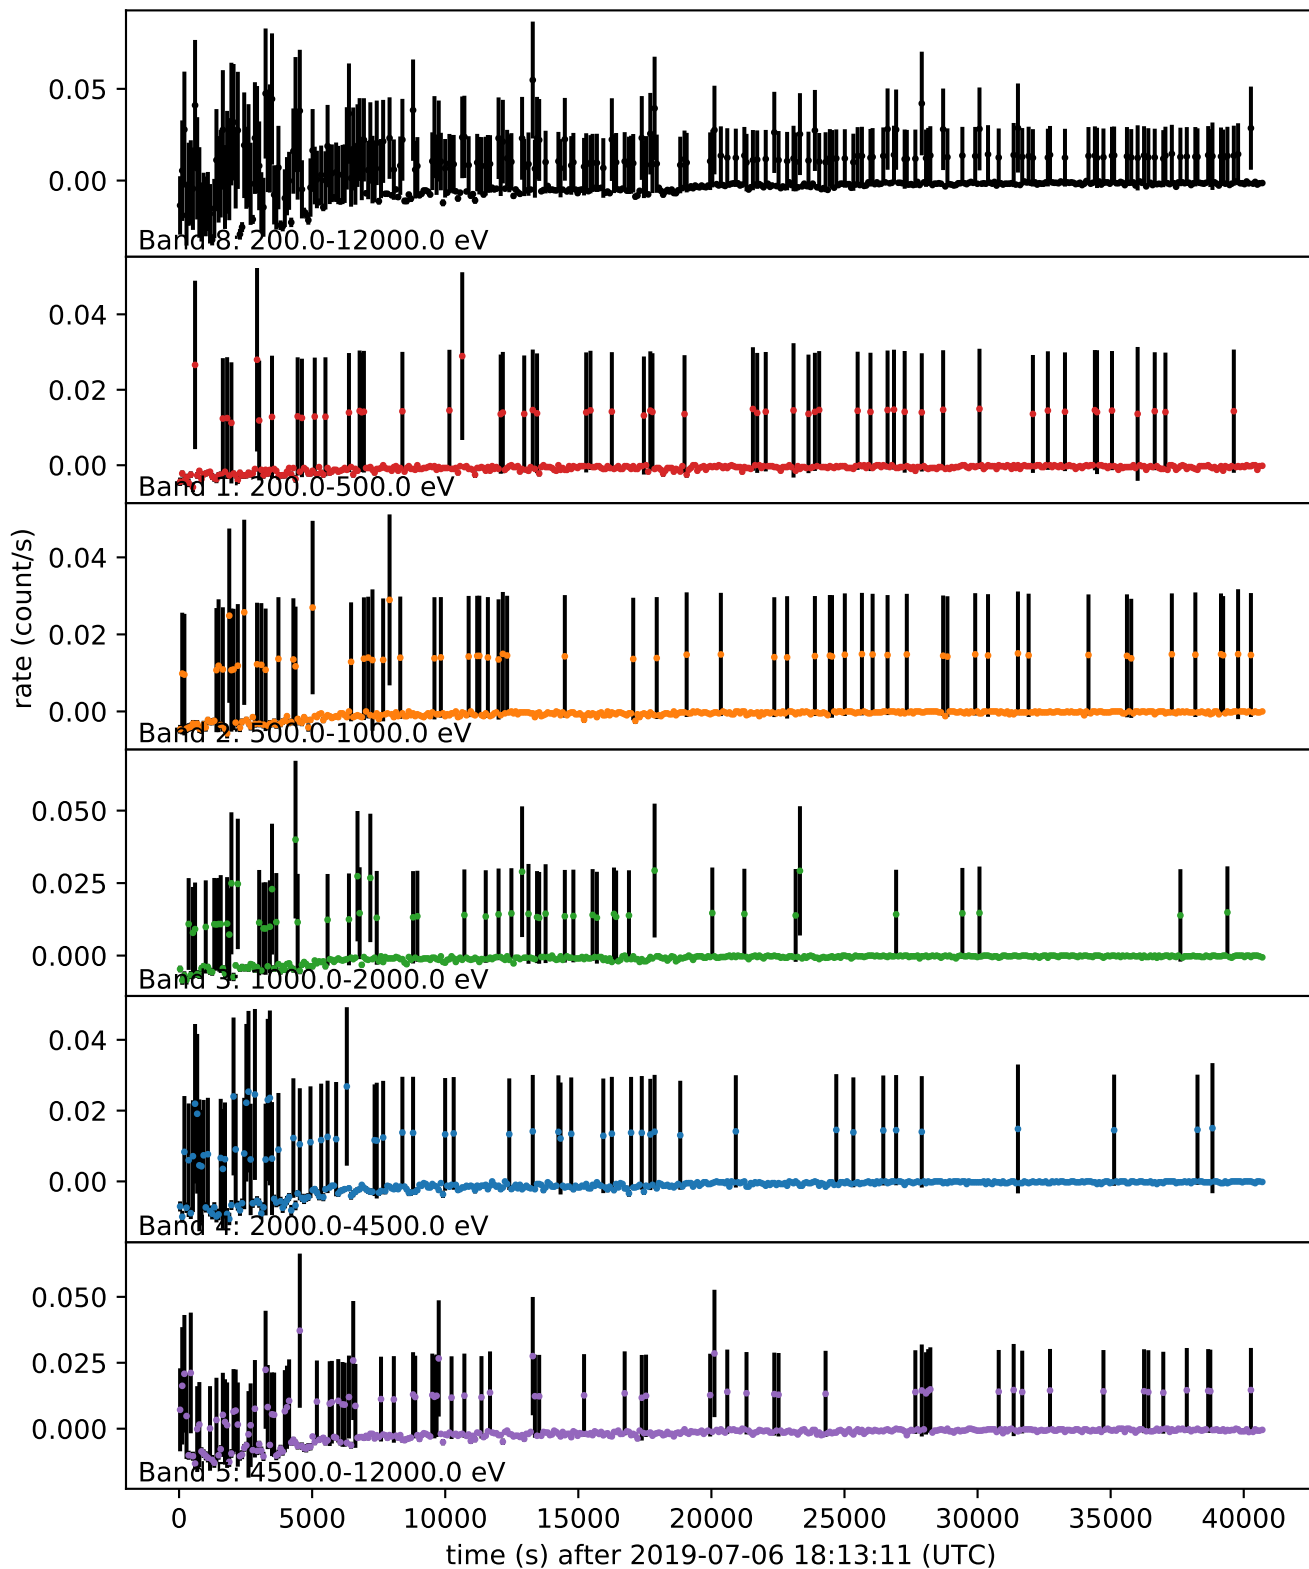 0.05
0.00
Band 8: 200.0-12000.0 eV
0.04
0.02
0.00
Band 1: 200.0-500.0 eV
0.04
0.02
0.00
Band 2: 500.0-1000.0 eV
rate (count/s)
0.050
0.025
0.000
Band 3: 1000.0-2000.0 eV
0.04
0.02
0.00
Band 4: 2000.0-4500.0 eV
0.050
0.025
0.000
Band 5: 4500.0-12000.0 eV
0 5000 10000 15000 20000 25000 30000 35000 40000
time (s) after 2019-07-06 18:13:11 (UTC)